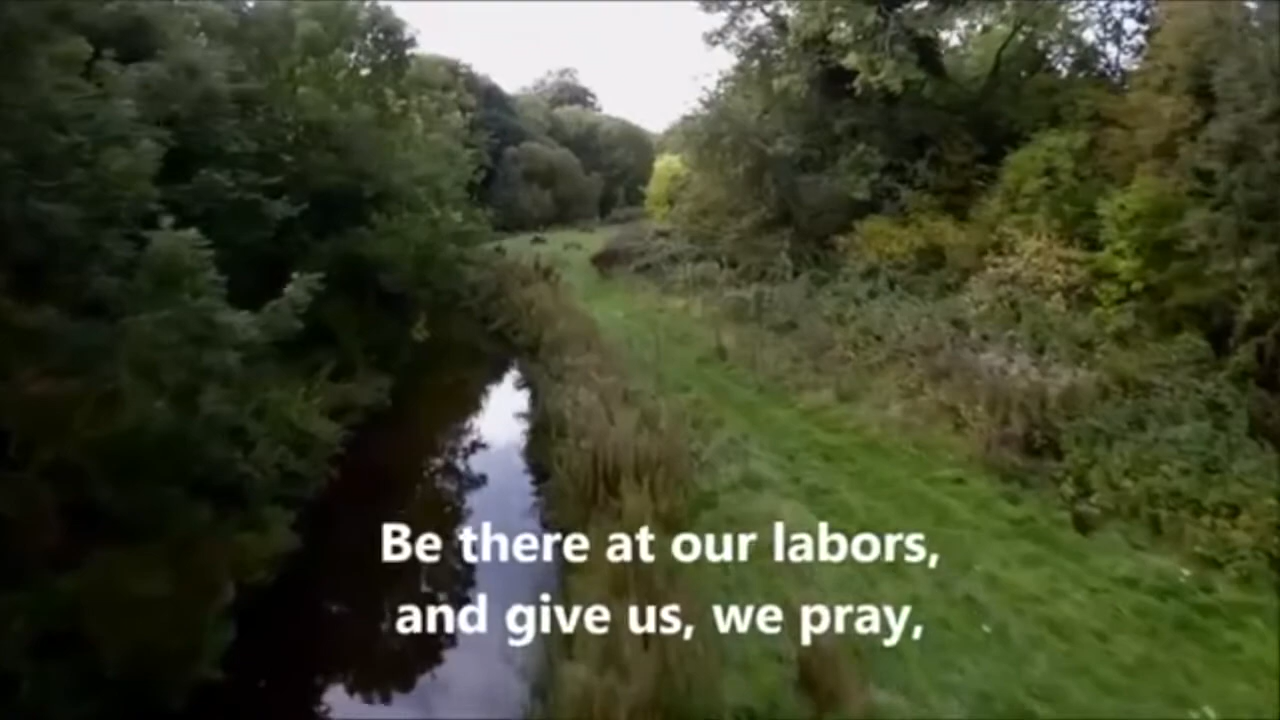 Be there at our labors,
and give us, we pray,